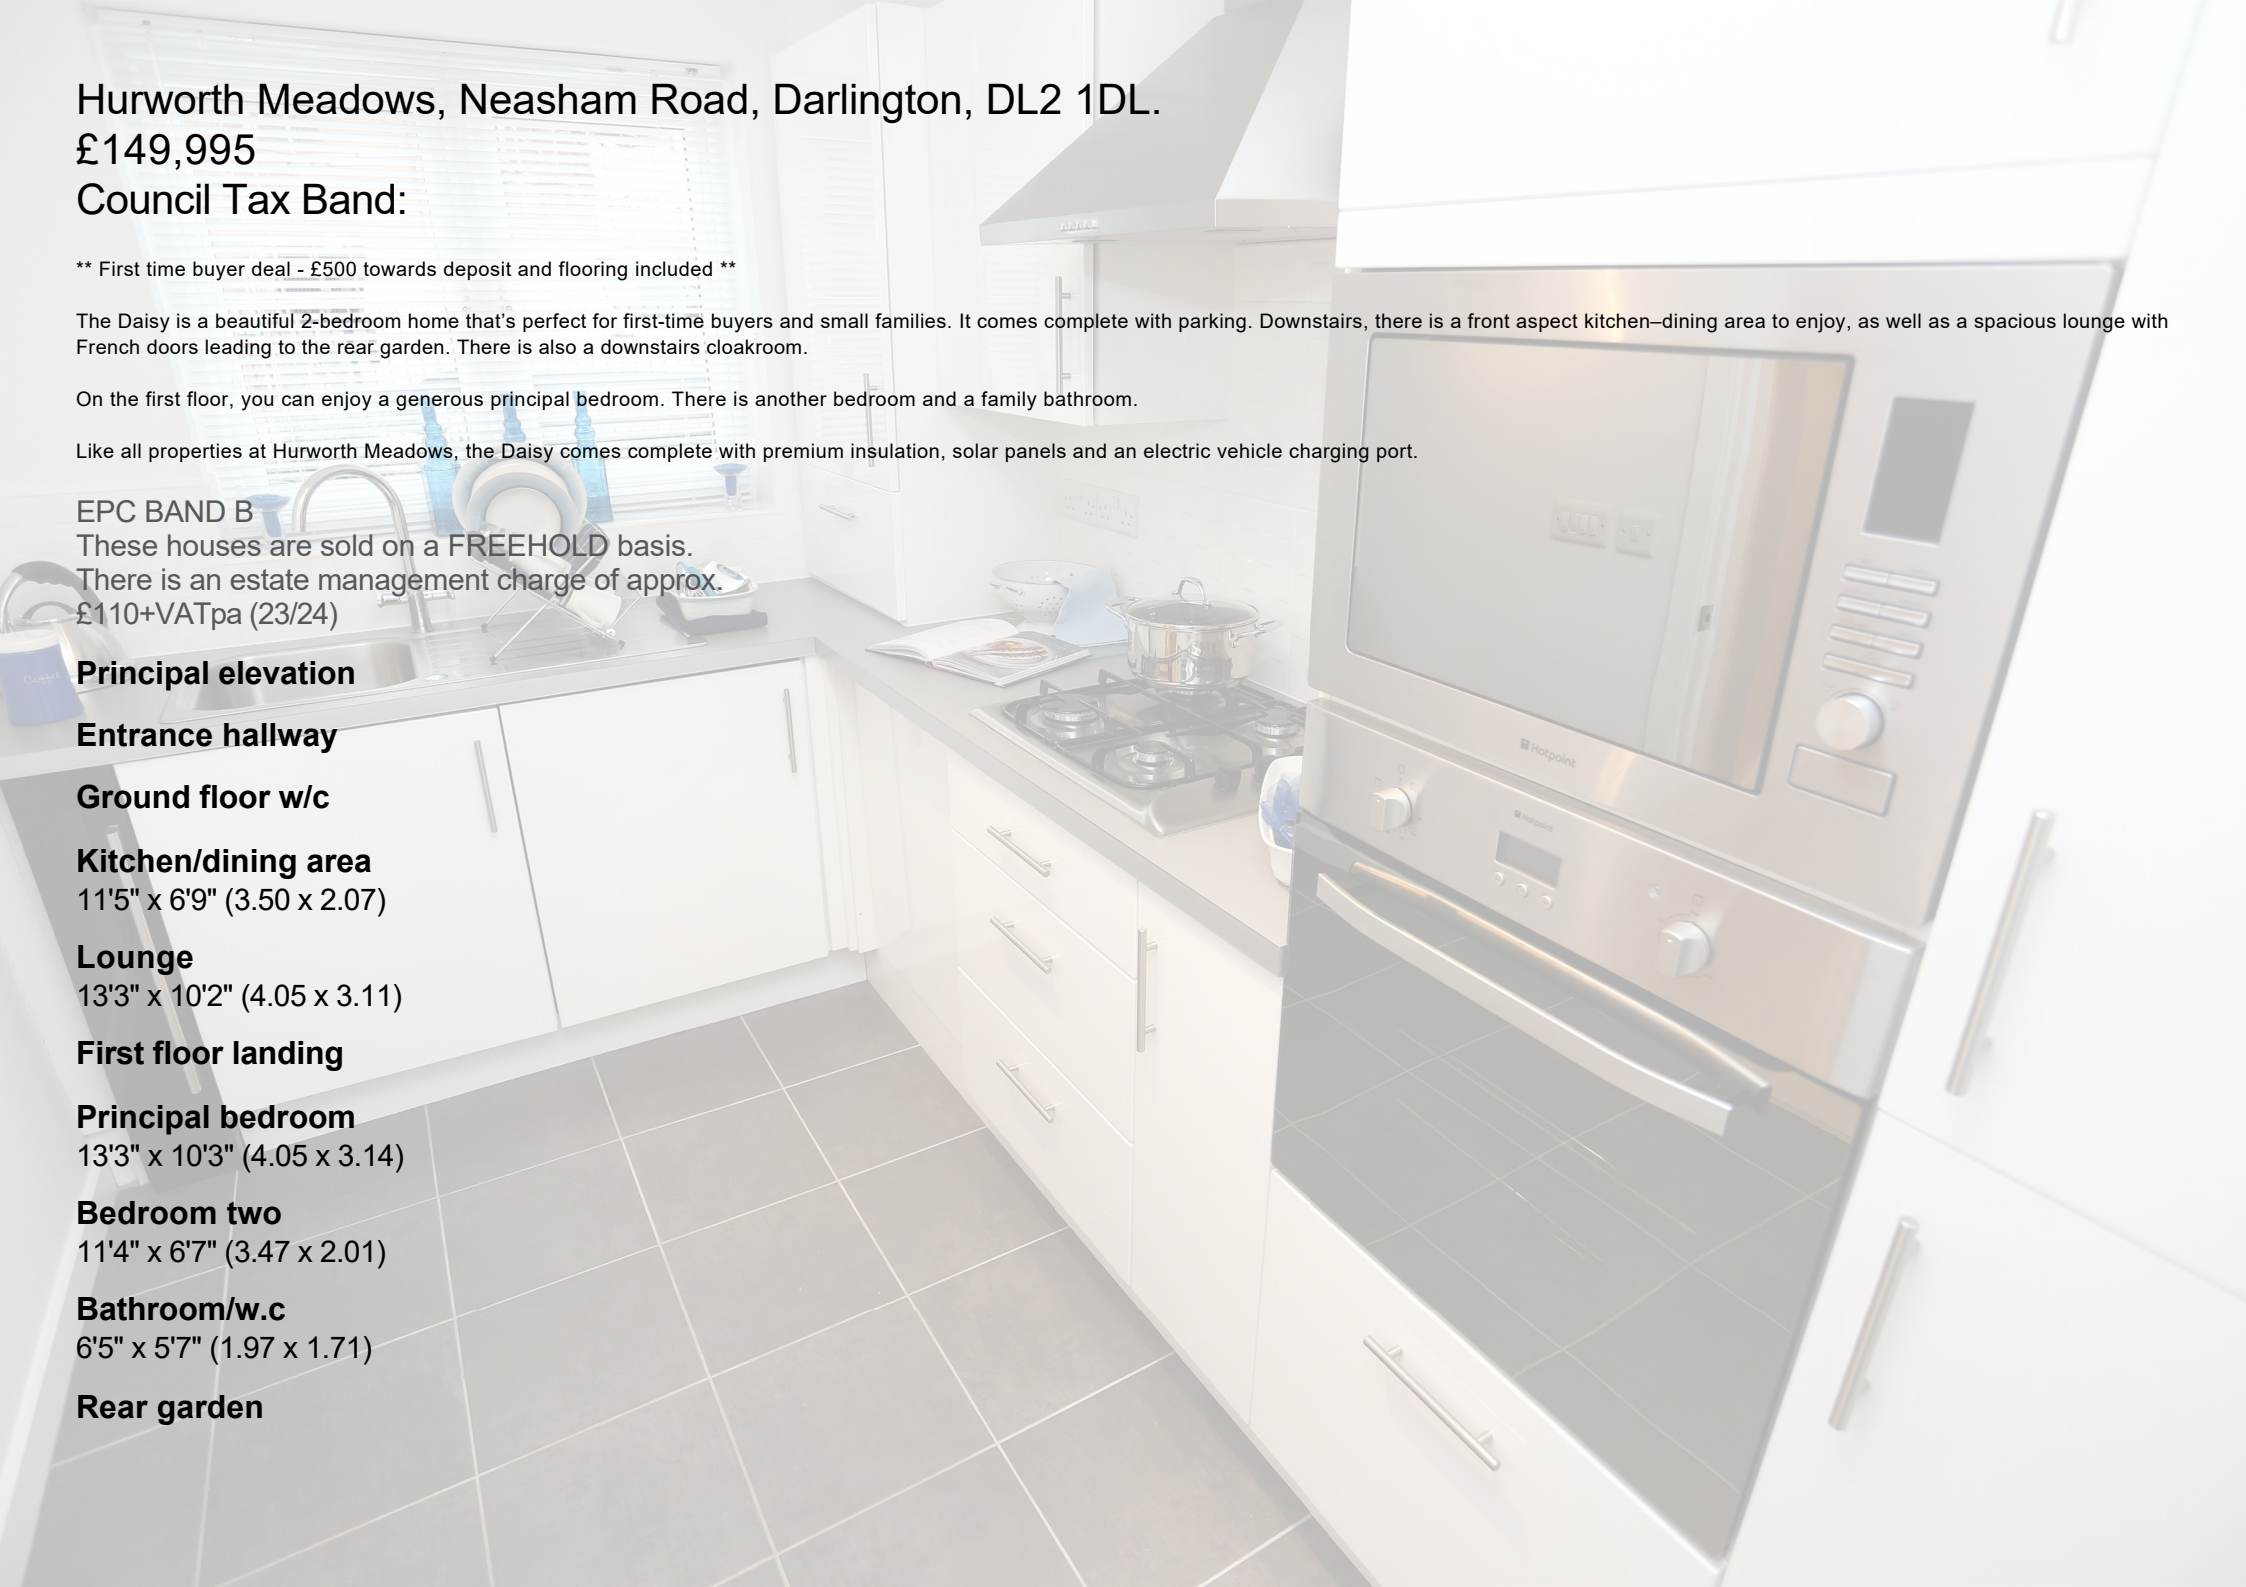 Hurworth Meadows, Neasham Road, Darlington, DL2 1DL.
£149,995
Council Tax Band:
** First time buyer deal - £500 towards deposit and flooring included **
The Daisy is a beautiful 2-bedroom home that’s perfect for first-time buyers and small families. It comes complete with parking. Downstairs, there is a front aspect kitchen–dining area to enjoy, as well as a spacious lounge with
French doors leading to the rear garden. There is also a downstairs cloakroom.
On the first floor, you can enjoy a generous principal bedroom. There is another bedroom and a family bathroom.
Like all properties at Hurworth Meadows, the Daisy comes complete with premium insulation, solar panels and an electric vehicle charging port.
EPC BAND B
These houses are sold on a FREEHOLD basis.
There is an estate management charge of approx.
£110+VATpa (23/24)
Principal elevation
Entrance hallway
Ground floor w/c
Kitchen/dining area
11'5" x 6'9" (3.50 x 2.07)
Lounge
13'3" x 10'2" (4.05 x 3.11)
First floor landing
Principal bedroom
13'3" x 10'3" (4.05 x 3.14)
Bedroom two
11'4" x 6'7" (3.47 x 2.01)
Bathroom/w.c
6'5" x 5'7" (1.97 x 1.71)
Rear garden
Coffee
Hotpoint
Hotpoint